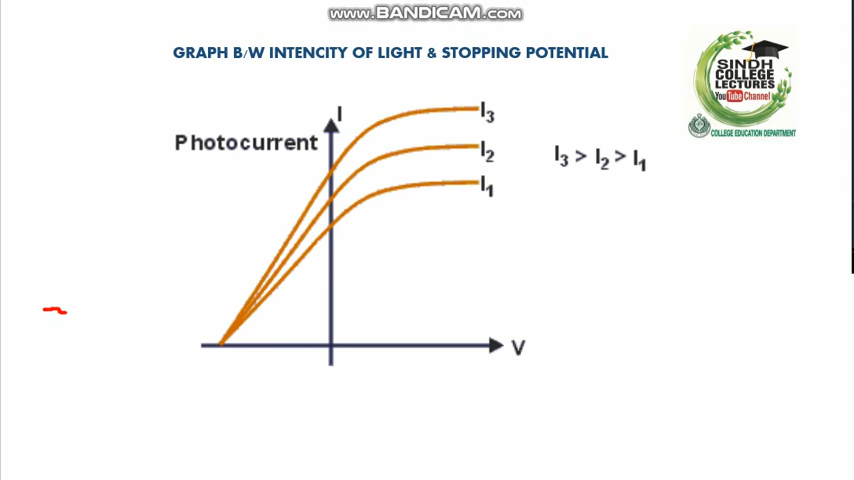 www.BANDICAM.com
GRAPH B/W INTENCITY OF LIGHT & STOPPING POTENTIAL
SINDH
COLLEGE
LECTURES
YouTube Channel
COLLEGE EDUCATION DEPARTMENT
I
I₃
Photocurrent
I₂
I₃ > I₂ > I₁
I₁
V